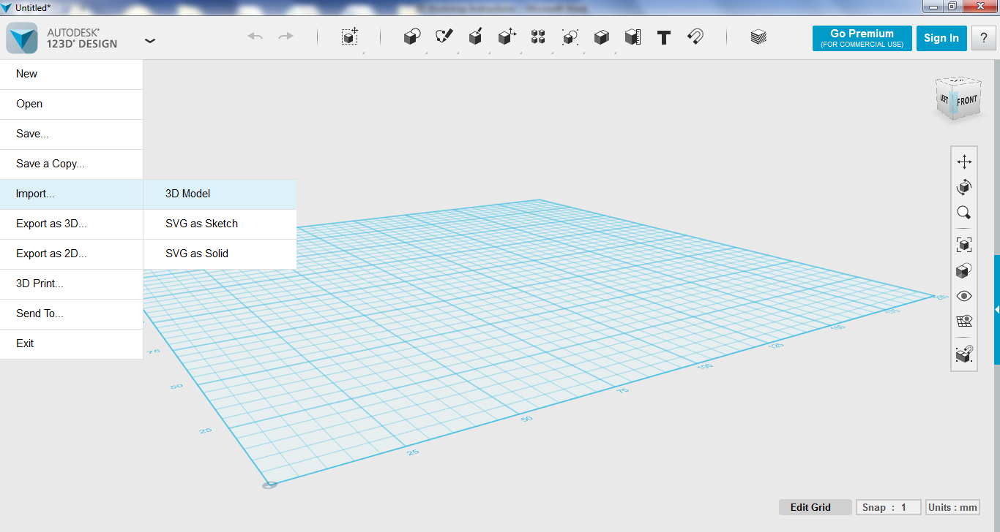 Untitled*
AUTODESK®
123D® DESIGN
T
Go Premium
(FOR COMMERCIAL USE)
Sign In
?
New
Open
Save...
Save a Copy...
Import...
3D Model
Export as 3D...
SVG as Sketch
Export as 2D...
SVG as Solid
3D Print...
Send To...
Exit
LEFT
FRONT
75
50
25
25
50
75
100
125
150
175
Edit Grid
Snap : 1
Units : mm